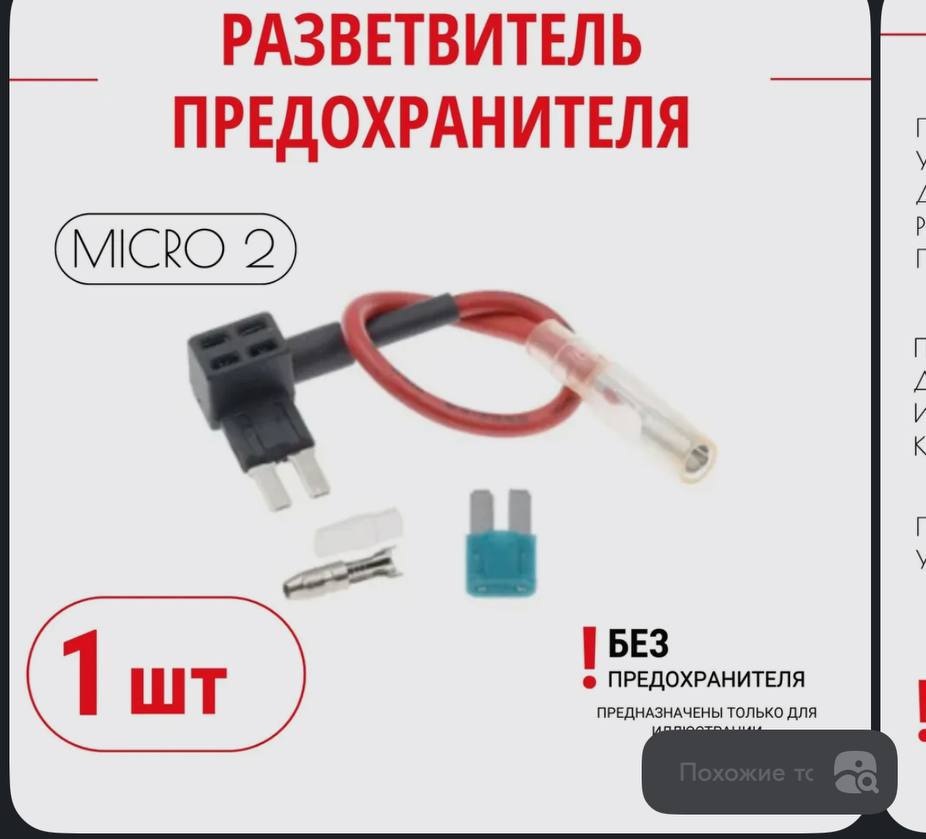 РАЗВЕТВИТЕЛЬ
ПРЕДОХРАНИТЕЛЯ
MICRO 2
1 шт
! БЕЗ
ПРЕДОХРАНИТЕЛЯ
ПРЕДНАЗНАЧЕНЫ ТОЛЬКО ДЛЯ
Похожие